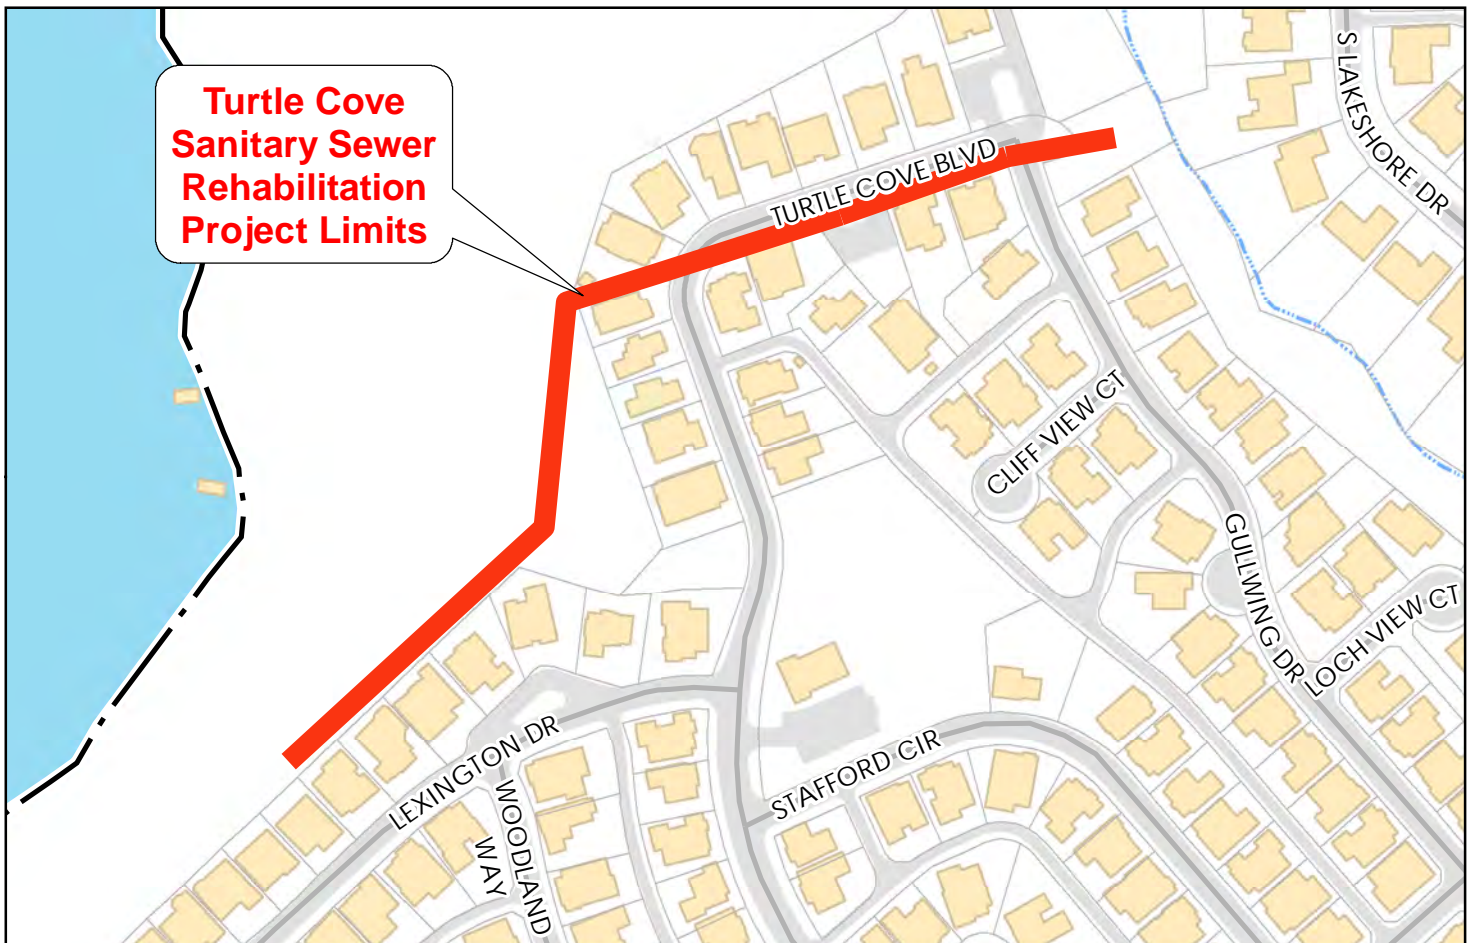 Turtle Cove
Sanitary Sewer
Rehabilitation
Project Limits
S LAKESHORE DR
TURTLE COVE BLVD
CLIFF VIEW CT
GULLWING DR
LOCH VIEW CT
LEXINGTON DR
STAFFORD CIR
WOODLAND
WAY